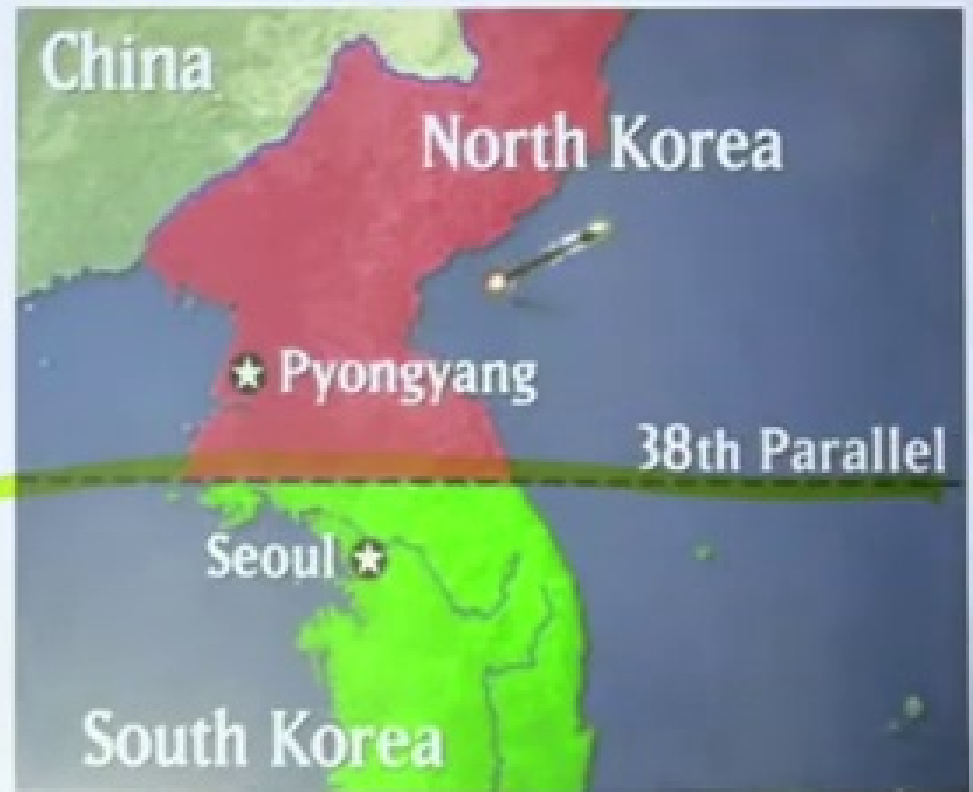 China
North Korea
Pyongyang
38th Parallel
Seoul
South Korea